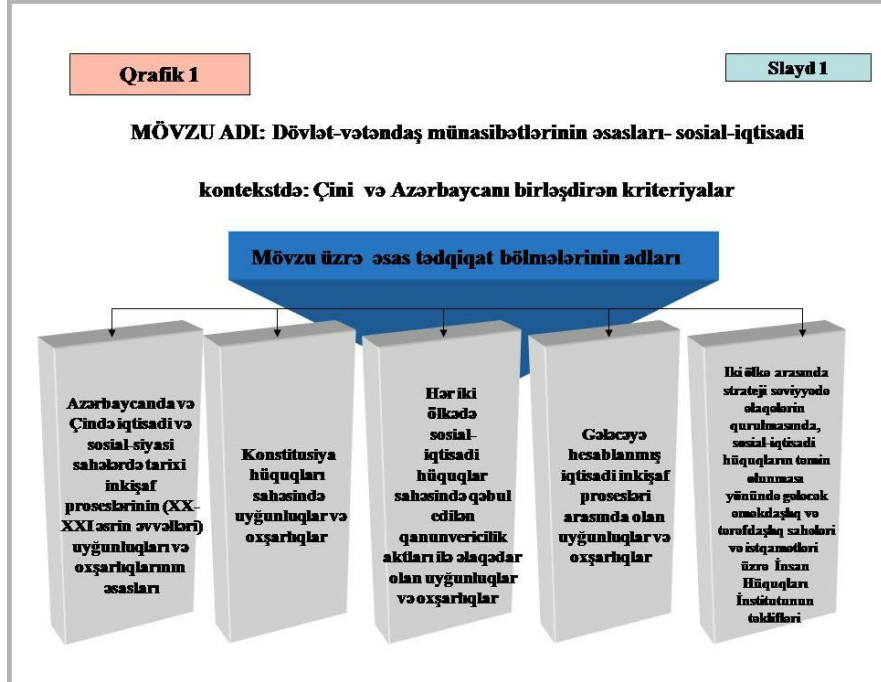 Qrafik 1
Slayd 1
MÖVZU ADI: Dövlət-vətəndaş münasibətlərinin əsasları- sosial-iqtisadi
kontekstdə: Çini və Azərbaycanı birləşdirən kriteriyalar
Mövzu üzrə əsas tədqiqat bölmələrinin adları
Azərbaycanda və
Çində iqtisadi və
sosial-siyasi
sahələrdə tarixi
inkişaf
proseslərinin (XX-
XXI əsrin əvvəlləri)
uyğunluqları və
oxşarlıqlarının
əsasları
Konstitusiya
hüquqları
sahəsində
uyğunluqlar və
oxşarlıqlar
Hər iki
ölkədə
sosial-
iqtisadi
hüquqlar
sahəsində qəbul
edilən
qanunvericilik
aktları ilə əlaqədar
olan uyğunluqlar
və oxşarlıqlar
Gələcəyə
hesablanmış
iqtisadi inkişaf
prosesləri
arasında olan
uyğunluqlar və
oxşarlıqlar
İki ölkə arasında
strateji səviyyədə
əlaqələrin
qurulmasında,
sosial-iqtisadi
hüquqların təmin
olunması
yönündə gələcək
əməkdaşlıq və
tərəfdaşlıq sahələri
və istqamətləri
üzrə İnsan
Hüquqları
İnstitutunun
təklifləri